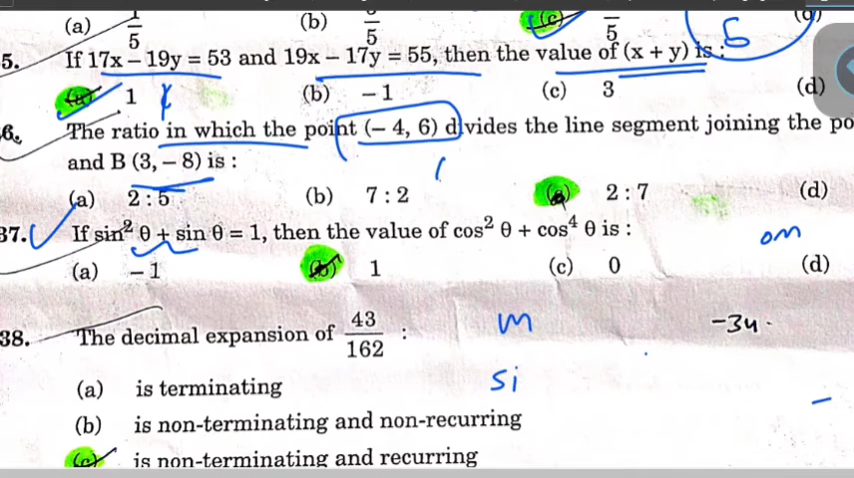 (a) 1/5 (b) 3/5 (c) /5 5 (d)
5. If 17x – 19y = 53 and 19x – 17y = 55, then the value of (x + y) is :
(a) 1 (b) – 1 (c) 3 (d)
6. The ratio in which the point (– 4, 6) divides the line segment joining the po
and B (3, – 8) is :
(a) 2 : 5 (b) 7 : 2 (c) 2 : 7 (d)
37. If sin² θ + sin θ = 1, then the value of cos² θ + cos⁴ θ is : om
(a) – 1 (b) 1 (c) 0 (d)
38. The decimal expansion of 43/162 : m -34
(a) is terminating si
(b) is non-terminating and non-recurring
(c) is non-terminating and recurring